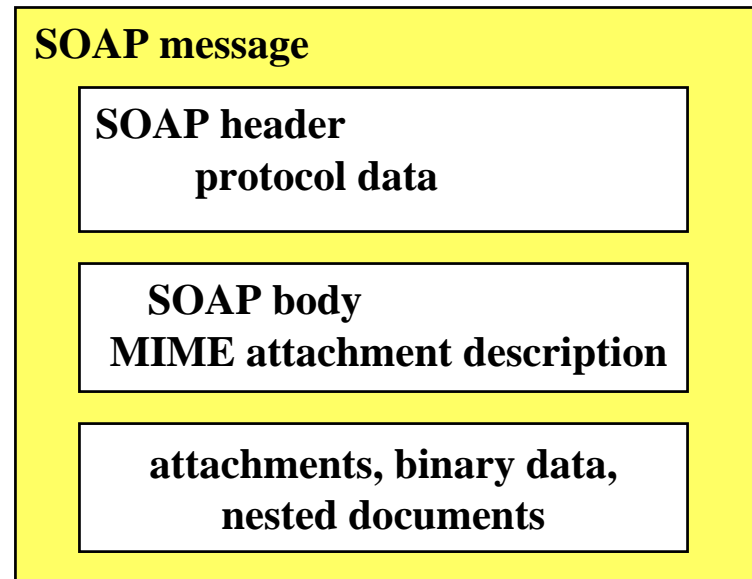 SOAP message
SOAP header
protocol data
SOAP body
MIME attachment description
attachments, binary data,
nested documents